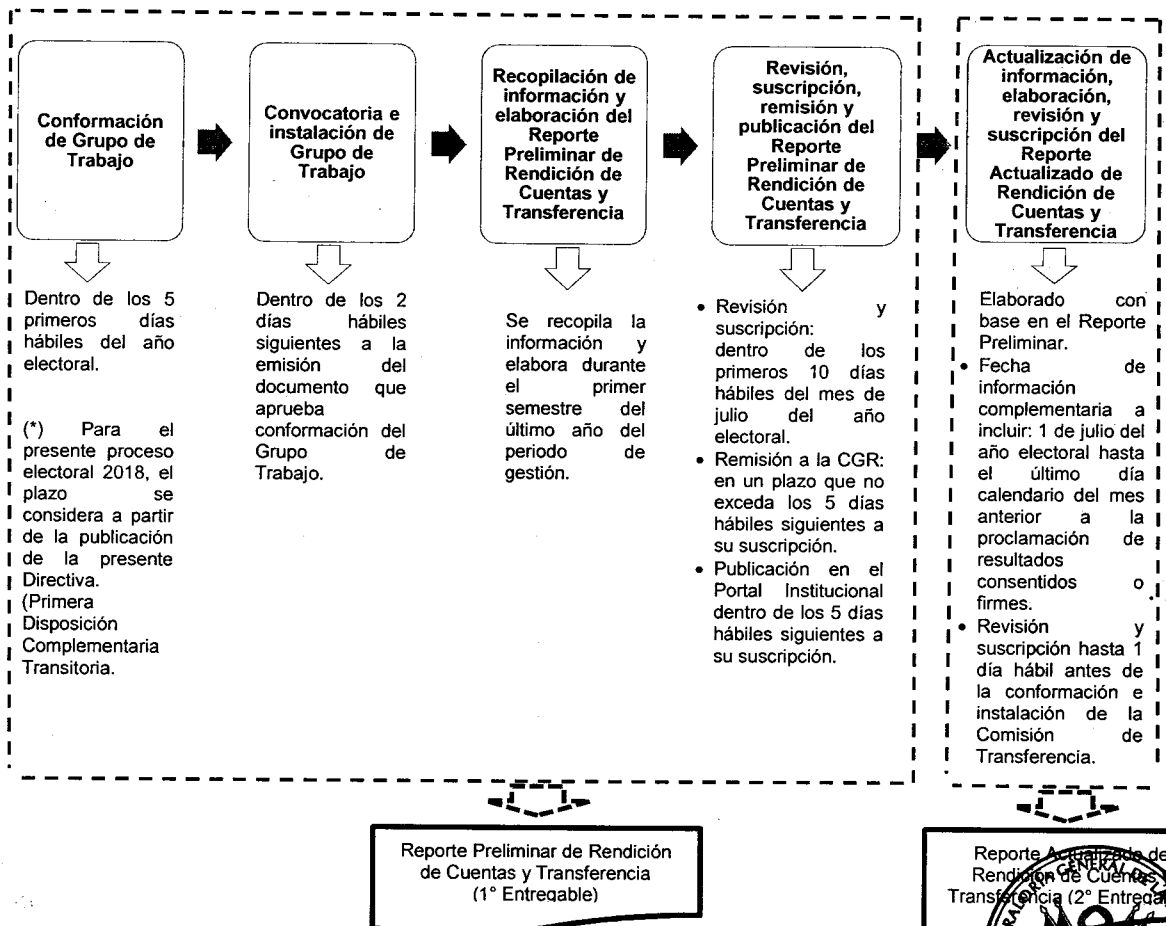 Conformación
de Grupo de
Trabajo
Convocatoria e
instalación de
Grupo de
Trabajo
Recopilación de
información y
elaboración del
Reporte
Preliminar de
Rendición de
Cuentas y
Transferencia
Revisión,
suscripción,
remisión y
publicación del
Reporte
Preliminar de
Rendición de
Cuentas y
Transferencia
Actualización de
información,
elaboración,
revisión y
suscripción del
Reporte
Actualizado de
Rendición de
Cuentas y
Transferencia
Dentro de los 5
primeros días
hábiles del año
electoral.
(*) Para el
presente proceso
electoral 2018, el
plazo se
considera a partir
de la publicación
de la presente
Directiva.
(Primera
Disposición
Complementaria
Transitoria.
Dentro de los 2
días hábiles
siguientes a la
emisión del
documento que
aprueba
conformación del
Grupo de
Trabajo.
Se recopila la
información y
elabora durante
el primer
semestre del
último año del
periodo de
gestión.
• Revisión y
suscripción:
dentro de los
primeros 10 días
hábiles del mes de
julio del año
electoral.
• Remisión a la CGR:
en un plazo que no
exceda los 5 días
hábiles siguientes a
su suscripción.
• Publicación en el
Portal Institucional
dentro de los 5 días
hábiles siguientes a
su suscripción.
Elaborado con
base en el Reporte
Preliminar.
• Fecha de
información
complementaria a
incluir: 1 de julio del
año electoral hasta
el último día
calendario del mes
anterior a la
proclamación de
resultados
consentidos o
firmes.
• Revisión y
suscripción hasta 1
día hábil antes de
la conformación e
instalación de la
Comisión de
Transferencia.
Reporte Preliminar de Rendición
de Cuentas y Transferencia
(1° Entregable)
Reporte Actualizado de
Rendición de Cuentas
Transferencia (2°
GENERAL DE